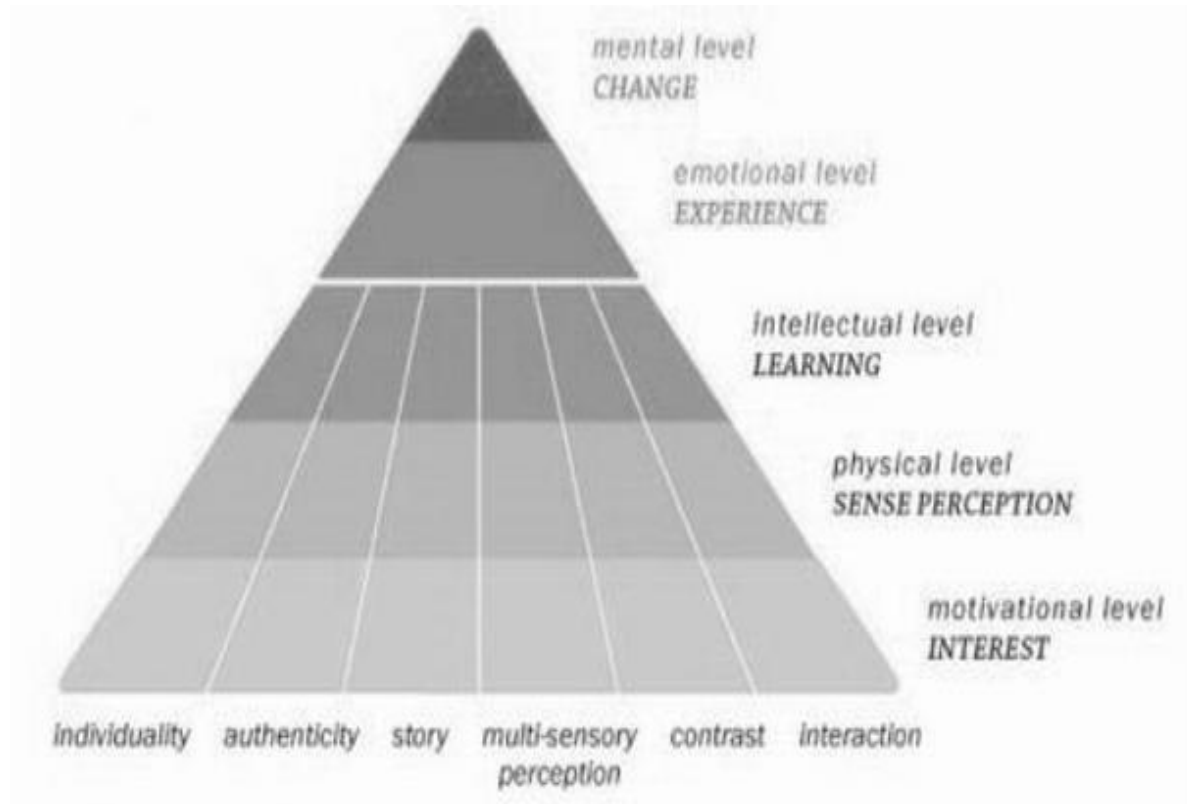 mental level
CHANGE
emotional level
EXPERIENCE
intellectual level
LEARNING
physical level
SENSE PERCEPTION
motivational level
INTEREST
individuality authenticity story multi-sensory contrast interaction
perception